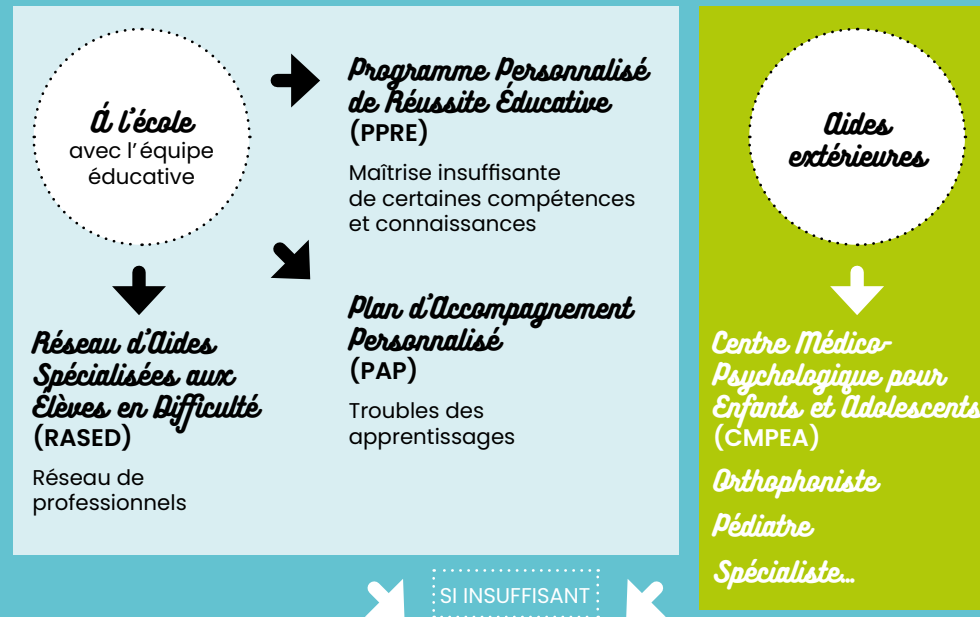 Á l'école
avec l'équipe
éducative
Programme Personnalisé
de Réussite Éducative
(PPRE)
Maîtrise insuffisante
de certaines compétences
et connaissances
Réseau d'Aides
Spécialisées aux
Élèves en Difficulté
(RASED)
Réseau de
professionnels
Plan d'Accompagnement
Personnalisé
(PAP)
Troubles des
apprentissages
Aides
extérieures
Centre Médico-
Psychologique pour
Enfants et Adolescents
(CMPEA)
Orthophoniste
Pédiatre
Spécialiste...
SI INSUFFISANT